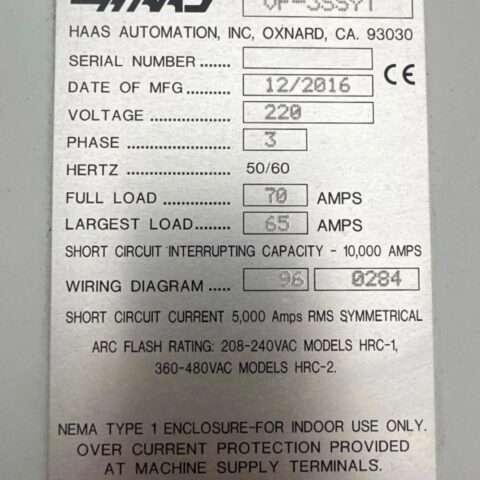 HAAS
VF-3SSYT
HAAS AUTOMATION, INC, OXNARD, CA. 93030
SERIAL NUMBER ........
CE
DATE OF MFG ........ 12/2016
VOLTAGE ............ 220
PHASE ............... 3
HERTZ 50/60
FULL LOAD ............ 70 AMPS
LARGEST LOAD........ 65 AMPS
SHORT CIRCUIT INTERRUPTING CAPACITY - 10,000 AMPS
WIRING DIAGRAM ..... 96 0284
SHORT CIRCUIT CURRENT 5,000 Amps RMS SYMMETRICAL
ARC FLASH RATING: 208-240VAC MODELS HRC-1,
360-480VAC MODELS HRC-2.
NEMA TYPE 1 ENCLOSURE-FOR INDOOR USE ONLY.
OVER CURRENT PROTECTION PROVIDED
AT MACHINE SUPPLY TERMINALS.